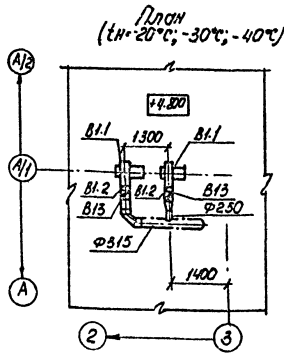 План
(tн=-20°С; -30°С; -40°С)
А/2
+4.800
В1.1
1300
В1.1
А/1
В1.2
В1.2
В13
В13
Ф250
Ф315
1400
А
2
3